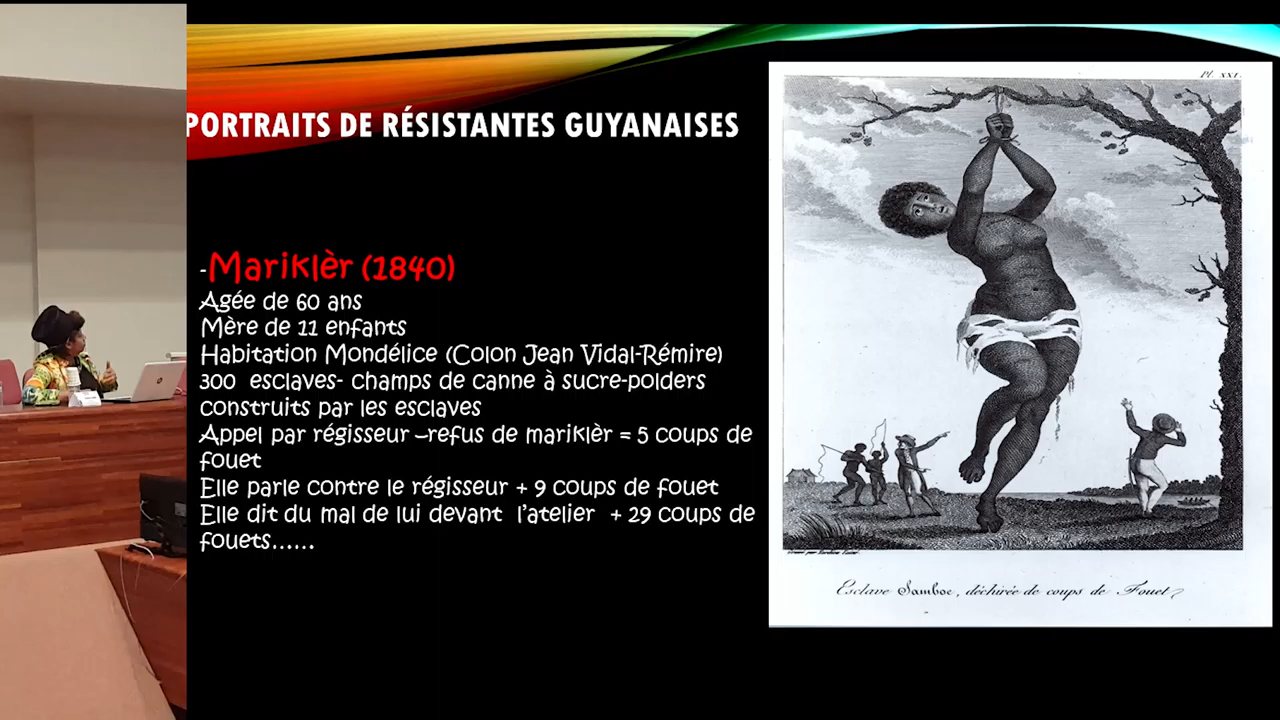 PORTRAITS DE RÉSISTANTES GUYANAISES
-Mariklèr (1840)
Agée de 60 ans
Mère de 11 enfants
Habitation Mondélice (Colon Jean Vidal-Rémire)
300 esclaves- champs de canne à sucre-polders
construits par les esclaves
Appel par régisseur –refus de mariklèr = 5 coups de
fouet
Elle parle contre le régisseur + 9 coups de fouet
Elle dit du mal de lui devant l'atelier + 29 coups de
fouets......
Pl. XXI.
Esclave Samboe, déchirée de coups de Fouet
hp